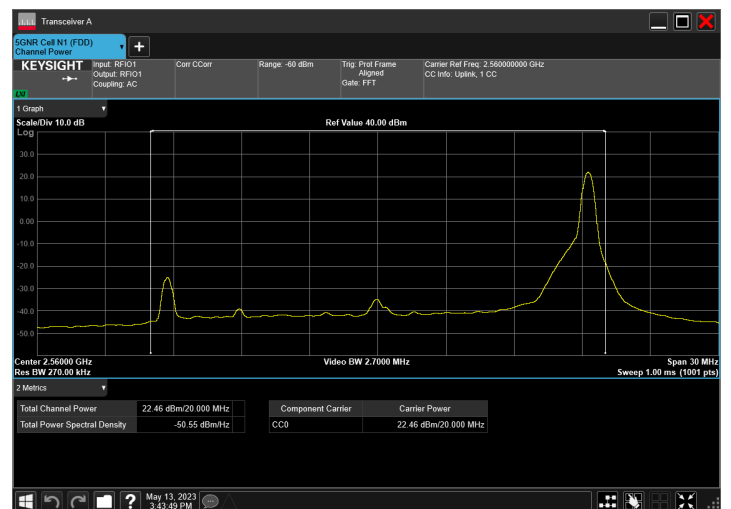 Transceiver A
5GNR Cell N1 (FDD)
Channel Power
KEYSIGHT
LXI
Input: RFIO1
Output: RFIO1
Coupling: AC
Corr CCorr
Range: -60 dBm
Trig: Prot Frame
Aligned
Gate: FFT
Carrier Ref Freq: 2.560000000 GHz
CC Info: Uplink, 1 CC
1 Graph
Scale/Div 10.0 dB
Ref Value 40.00 dBm
Log
30.0
20.0
10.0
0.00
-10.0
-20.0
-30.0
-40.0
-50.0
Center 2.56000 GHz
Video BW 2.7000 MHz
Span 30 MHz
Res BW 270.00 kHz
Sweep 1.00 ms (1001 pts)
2 Metrics
Total Channel Power 22.46 dBm/20.000 MHz
Total Power Spectral Density -50.55 dBm/Hz
Component Carrier Carrier Power
CC0 22.46 dBm/20.000 MHz
?
May 13, 2023
3:43:49 PM